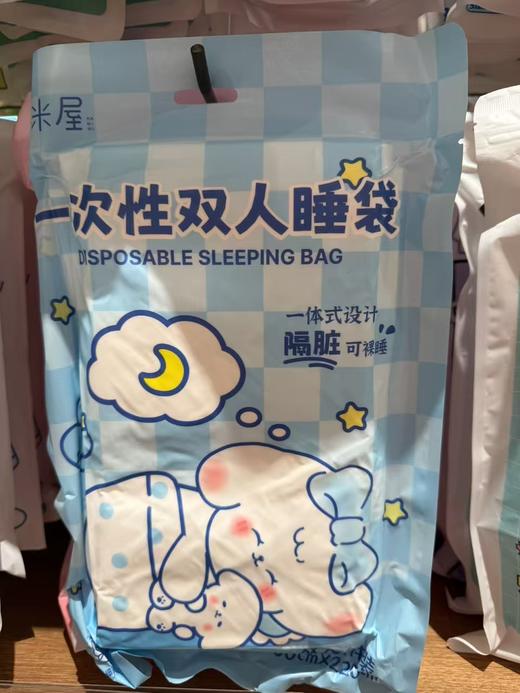 米屋
一次性双人睡袋
DISPOSABLE SLEEPING BAG
一体式设计
隔脏 可裸睡